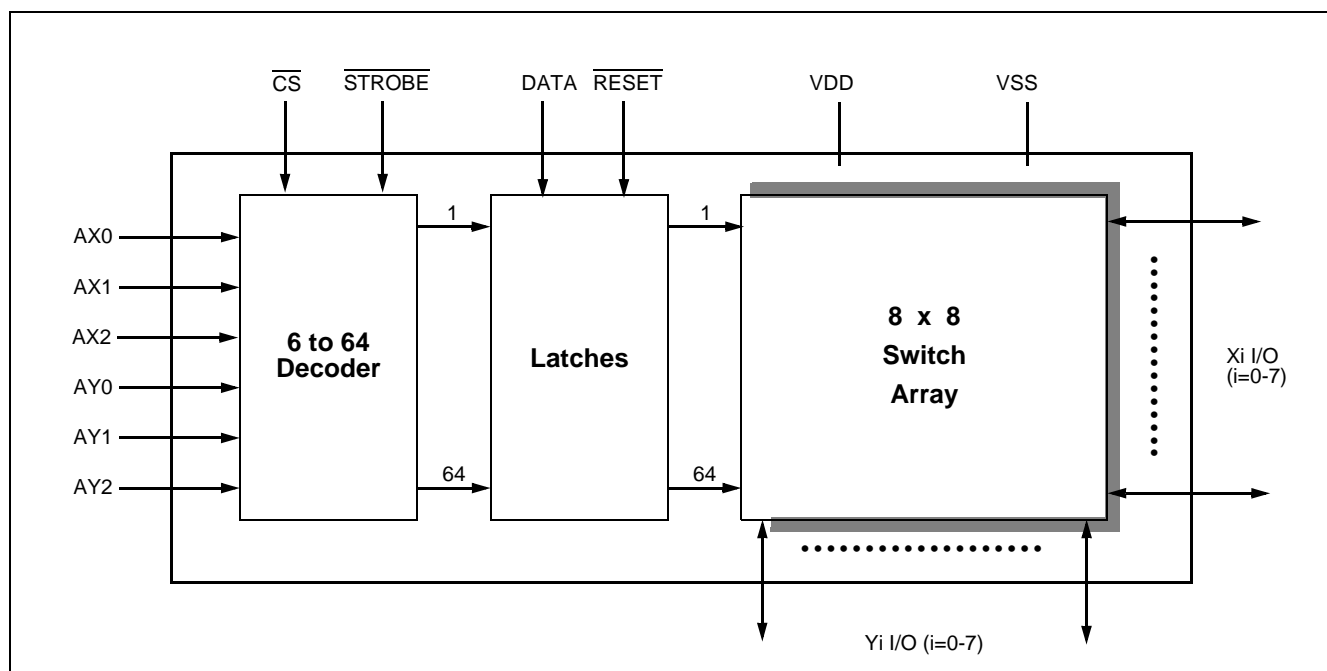 CS STROBE DATA RESET VDD VSS
AX0
AX1
AX2
AY0
AY1
AY2
6 to 64
Decoder
1
64
Latches
1
64
8 x 8
Switch
Array
Xi I/O
(i=0-7)
Yi I/O (i=0-7)